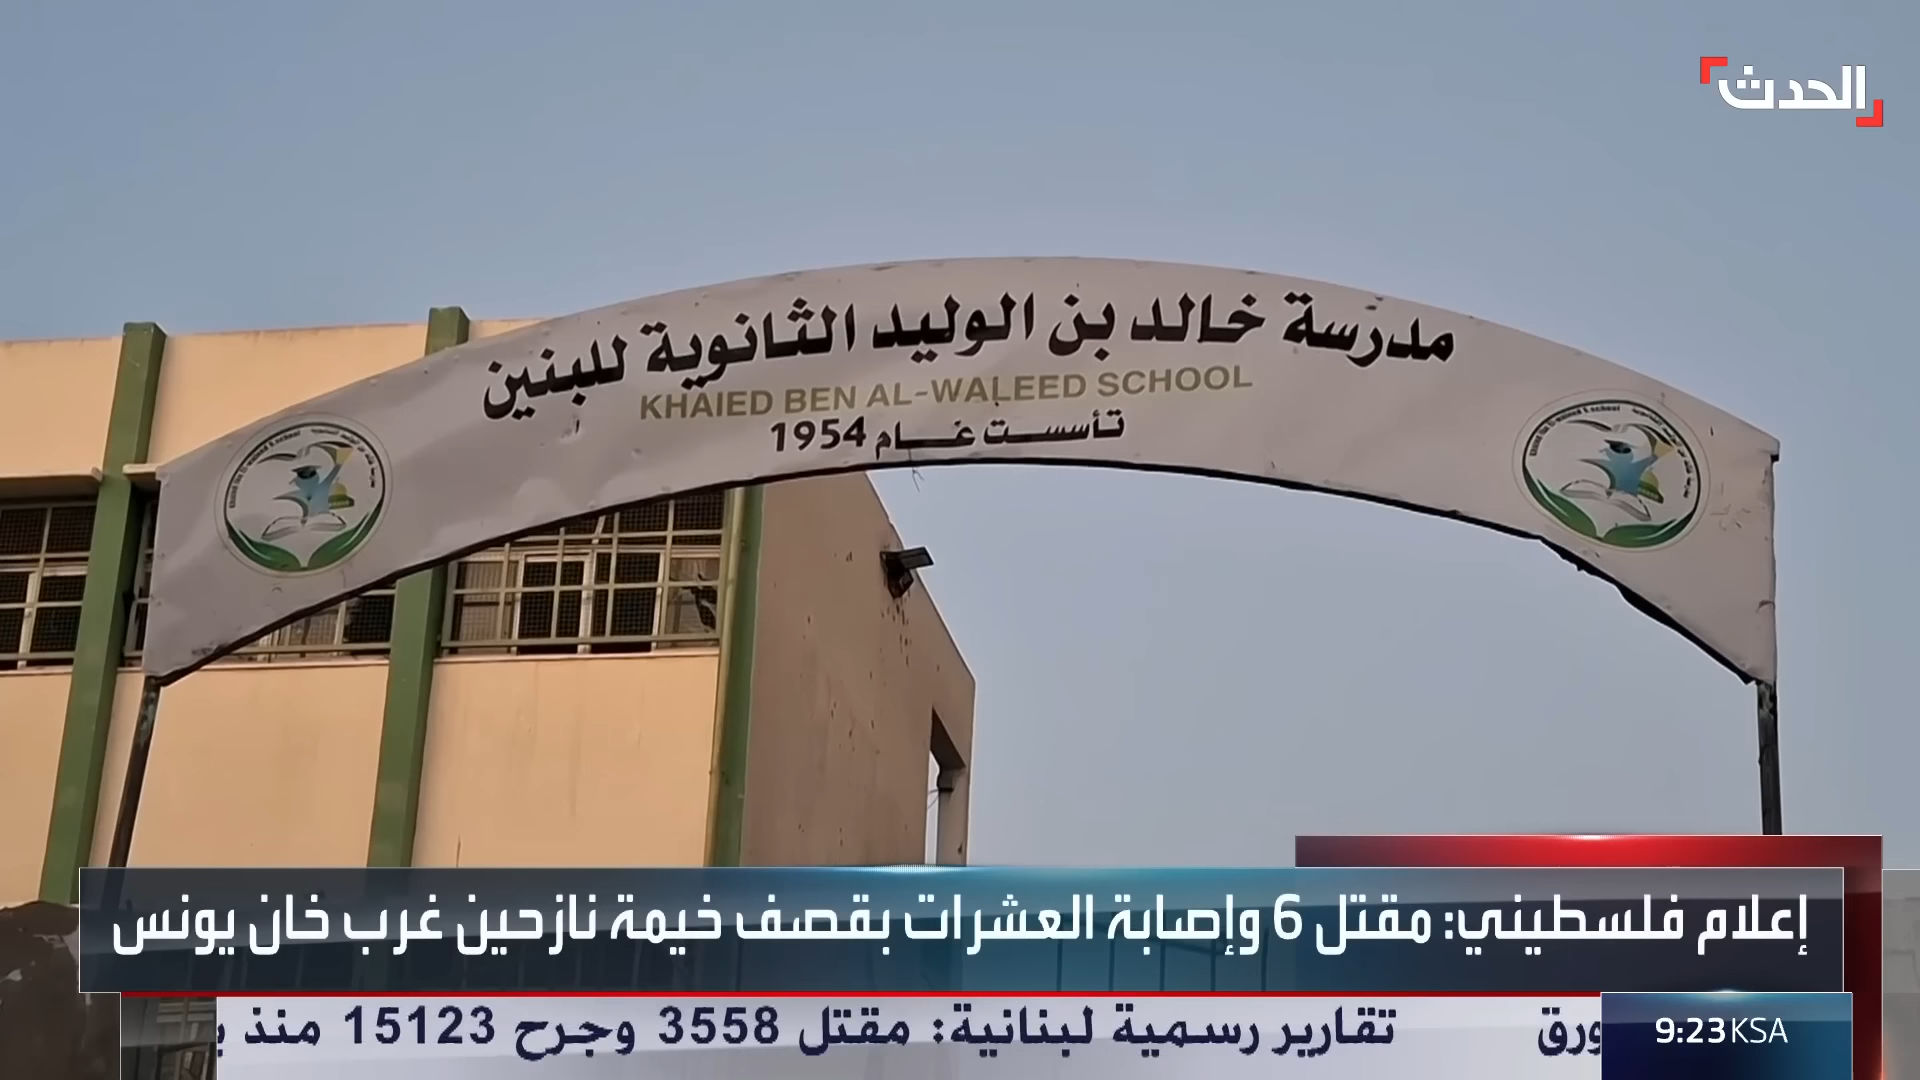 الحدث
مدرسة خالد بن الوليد الثانوية للبنين
KHAIED BEN AL-WALEED SCHOOL
تأسست عام 1954
إعلام فلسطيني: مقتل 6 وإصابة العشرات بقصف خيمة نازحين غرب خان يونس
تقارير رسمية لبنانية: مقتل 3558 وجرح 15123 منذ
9:23 KSA